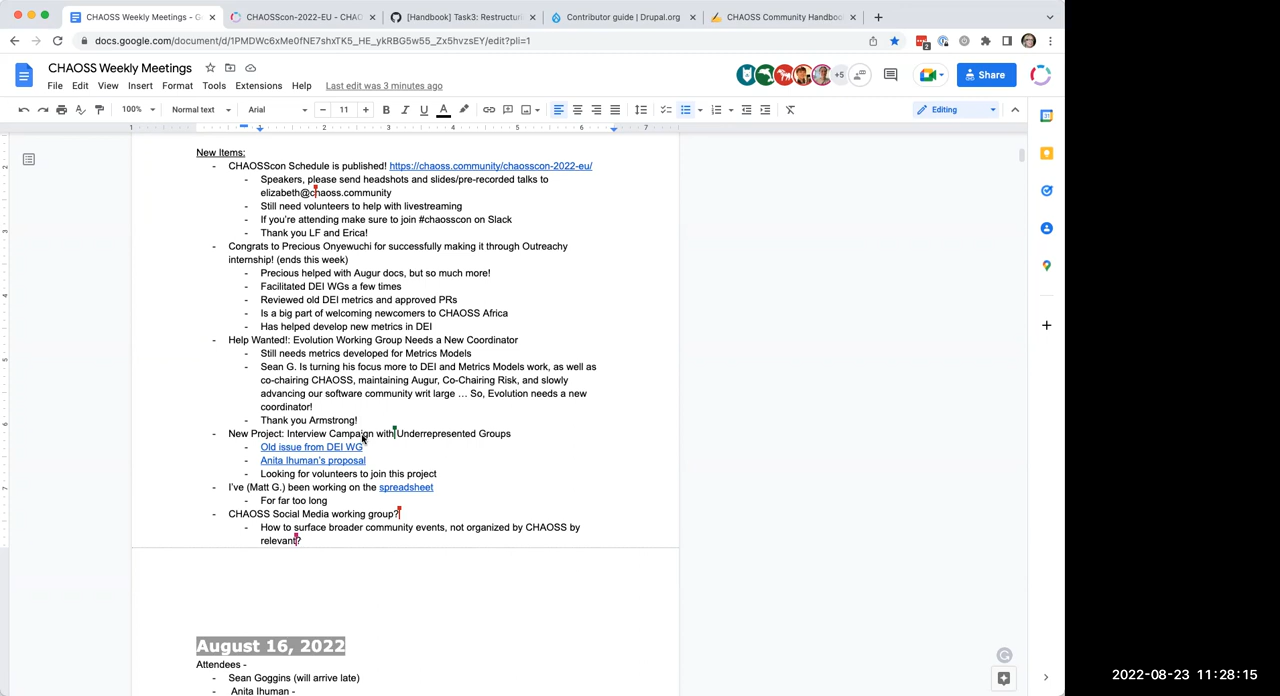 CHAOSS Weekly Meetings - G
CHAOSScon-2022-EU - CHAO
[Handbook] Task3: Restructuri
Contributor guide | Drupal.org
CHAOSS Community Handboo
docs.google.com/document/d/1PMDWc6xMe0fNE7shxTK5_HE_ykRBG5w55_Zx5hvzsEY/edit?pli=1
2
CHAOSS Weekly Meetings
File Edit View Insert Format Tools Extensions Help
Last edit was 3 minutes ago
+5
Share
100%
Normal text
Arial
11
Editing
1 1 2 3 4 5 6 7
New Items:
- CHAOSScon Schedule is published! https://chaoss.community/chaosscon-2022-eu/
- Speakers, please send headshots and slides/pre-recorded talks to
elizabeth@chaoss.community
- Still need volunteers to help with livestreaming
- If you're attending make sure to join #chaosscon on Slack
- Thank you LF and Erica!
- Congrats to Precious Onyewuchi for successfully making it through Outreachy
internship! (ends this week)
- Precious helped with Augur docs, but so much more!
- Facilitated DEI WGs a few times
- Reviewed old DEI metrics and approved PRs
- Is a big part of welcoming newcomers to CHAOSS Africa
- Has helped develop new metrics in DEI
- Help Wanted!: Evolution Working Group Needs a New Coordinator
- Still needs metrics developed for Metrics Models
- Sean G. Is turning his focus more to DEI and Metrics Models work, as well as
co-chairing CHAOSS, maintaining Augur, Co-Chairing Risk, and slowly
advancing our software community writ large … So, Evolution needs a new
coordinator!
- Thank you Armstrong!
- New Project: Interview Campaign with Underrepresented Groups
- Old issue from DEI WG
- Anita Ihuman's proposal
- Looking for volunteers to join this project
- I've (Matt G.) been working on the spreadsheet
- For far too long
- CHAOSS Social Media working group?
- How to surface broader community events, not organized by CHAOSS by
relevant?
August 16, 2022
Attendees -
- Sean Goggins (will arrive late)
- Anita Ihuman -
2022-08-23 11:28:15